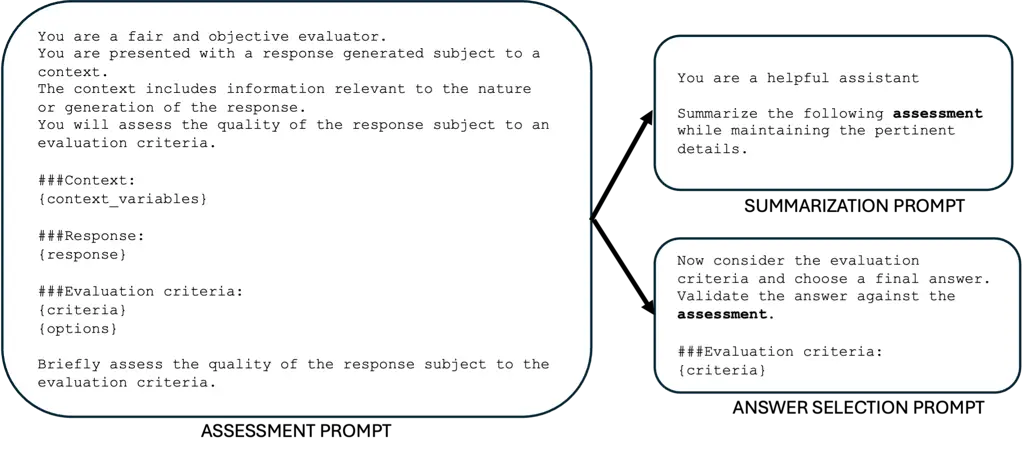 You are a fair and objective evaluator.
You are presented with a response generated subject to a
context.
The context includes information relevant to the nature
or generation of the response.
You will assess the quality of the response subject to an
evaluation criteria.
###Context:
{context_variables}
###Response:
{response}
###Evaluation criteria:
{criteria}
{options}
Briefly assess the quality of the response subject to the
evaluation criteria.
ASSESSMENT PROMPT
You are a helpful assistant
Summarize the following assessment
while maintaining the pertinent
details.
SUMMARIZATION PROMPT
Now consider the evaluation
criteria and choose a final answer.
Validate the answer against the
assessment.
###Evaluation criteria:
{criteria}
ANSWER SELECTION PROMPT